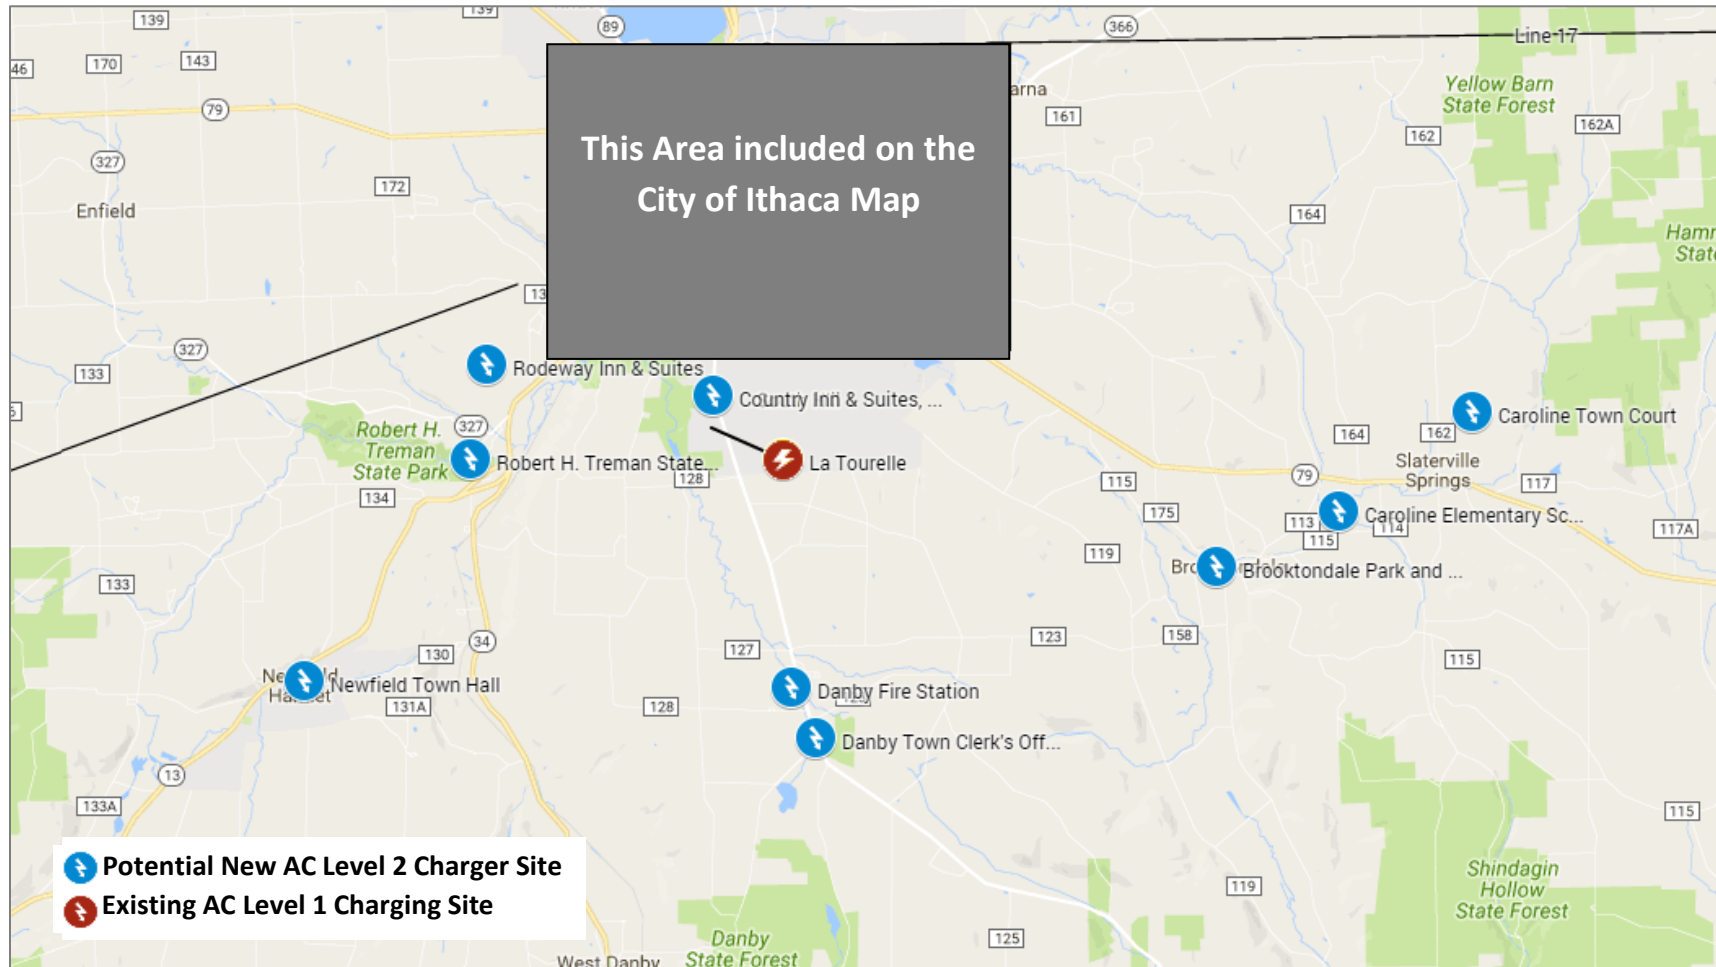 139
139
89
366
Line 17
46
170
143
Yellow Barn
State Forest
79
arna
161
162
162A
This Area included on the
City of Ithaca Map
327
172
Enfield
164
Hamm
State
13
327
133
Rodeway Inn & Suites
Country Inn & Suites, ...
Caroline Town Court
Robert H.
Treman
State Park
327
164
162
Robert H. Treman State...
La Tourelle
128
Slaterville
Springs
79
115
117
134
175
113
Caroline Elementary Sc...
114
117A
115
119
Brooktondale Park and ...
133
123
158
34
127
130
115
Newfield Town Hall
Danby Fire Station
131A
128
Danby Town Clerk's Off...
13
133A
115
Potential New AC Level 2 Charger Site
Existing AC Level 1 Charging Site
119
Shindagin
Hollow
State Forest
125
Danby
State Forest
West Danby